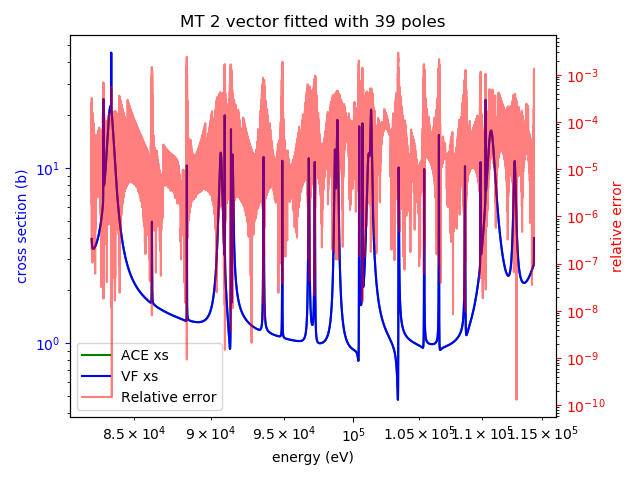 MT 2 vector fitted with 39 poles
cross section (b)
10¹
10⁰
10⁻³
10⁻⁴
10⁻⁵
10⁻⁶
10⁻⁷
10⁻⁸
10⁻⁹
10⁻¹⁰
relative error
ACE xs
VF xs
Relative error
8.5×10⁴ 9×10⁴ 9.5×10⁴ 10⁵ 1.05×10⁵ 1.1×10⁵ 1.15×10⁵
energy (eV)